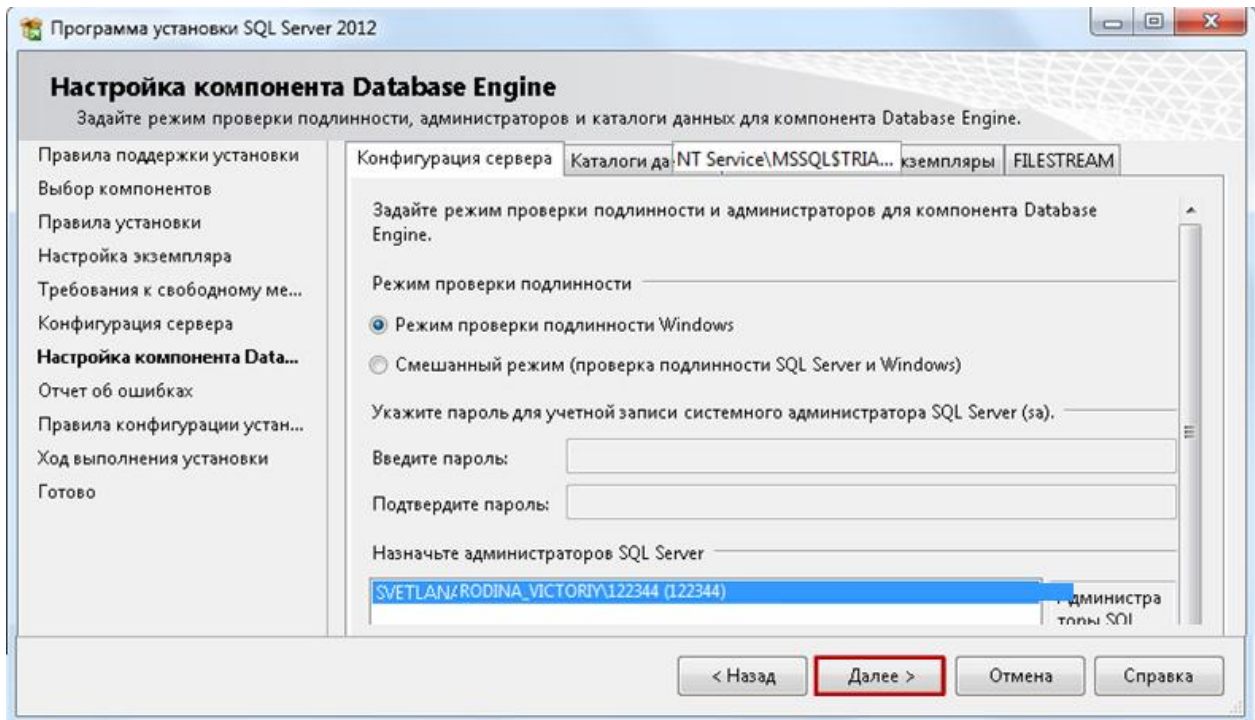 Программа установки SQL Server 2012
Настройка компонента Database Engine
Задайте режим проверки подлинности, администраторов и каталоги данных для компонента Database Engine.
Правила поддержки установки
Выбор компонентов
Правила установки
Настройка экземпляра
Требования к свободному ме...
Конфигурация сервера
Настройка компонента Data...
Отчет об ошибках
Правила конфигурации устан...
Ход выполнения установки
Готово
Конфигурация сервера Каталоги да NT Service\MSSQL$TRIA... кземпляры FILESTREAM
Задайте режим проверки подлинности и администраторов для компонента Database
Engine.
Режим проверки подлинности
Режим проверки подлинности Windows
Смешанный режим (проверка подлинности SQL Server и Windows)
Укажите пароль для учетной записи системного администратора SQL Server (sa).
Введите пароль:
Подтвердите пароль:
Назначьте администраторов SQL Server
SVETLANA RODINA_VICTORIY\122344 (122344)
дминистра
торы SQL
< Назад Далее > Отмена Справка